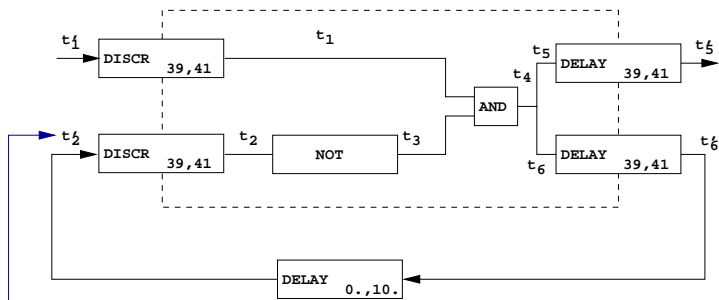 t₁′
DISCR
39,41
t₁
t₅
DELAY
39,41
t₅′
t₄
AND
t₂′
DISCR
39,41
t₂
NOT
t₃
t₆
DELAY
39,41
t₆′
DELAY
0.,10.